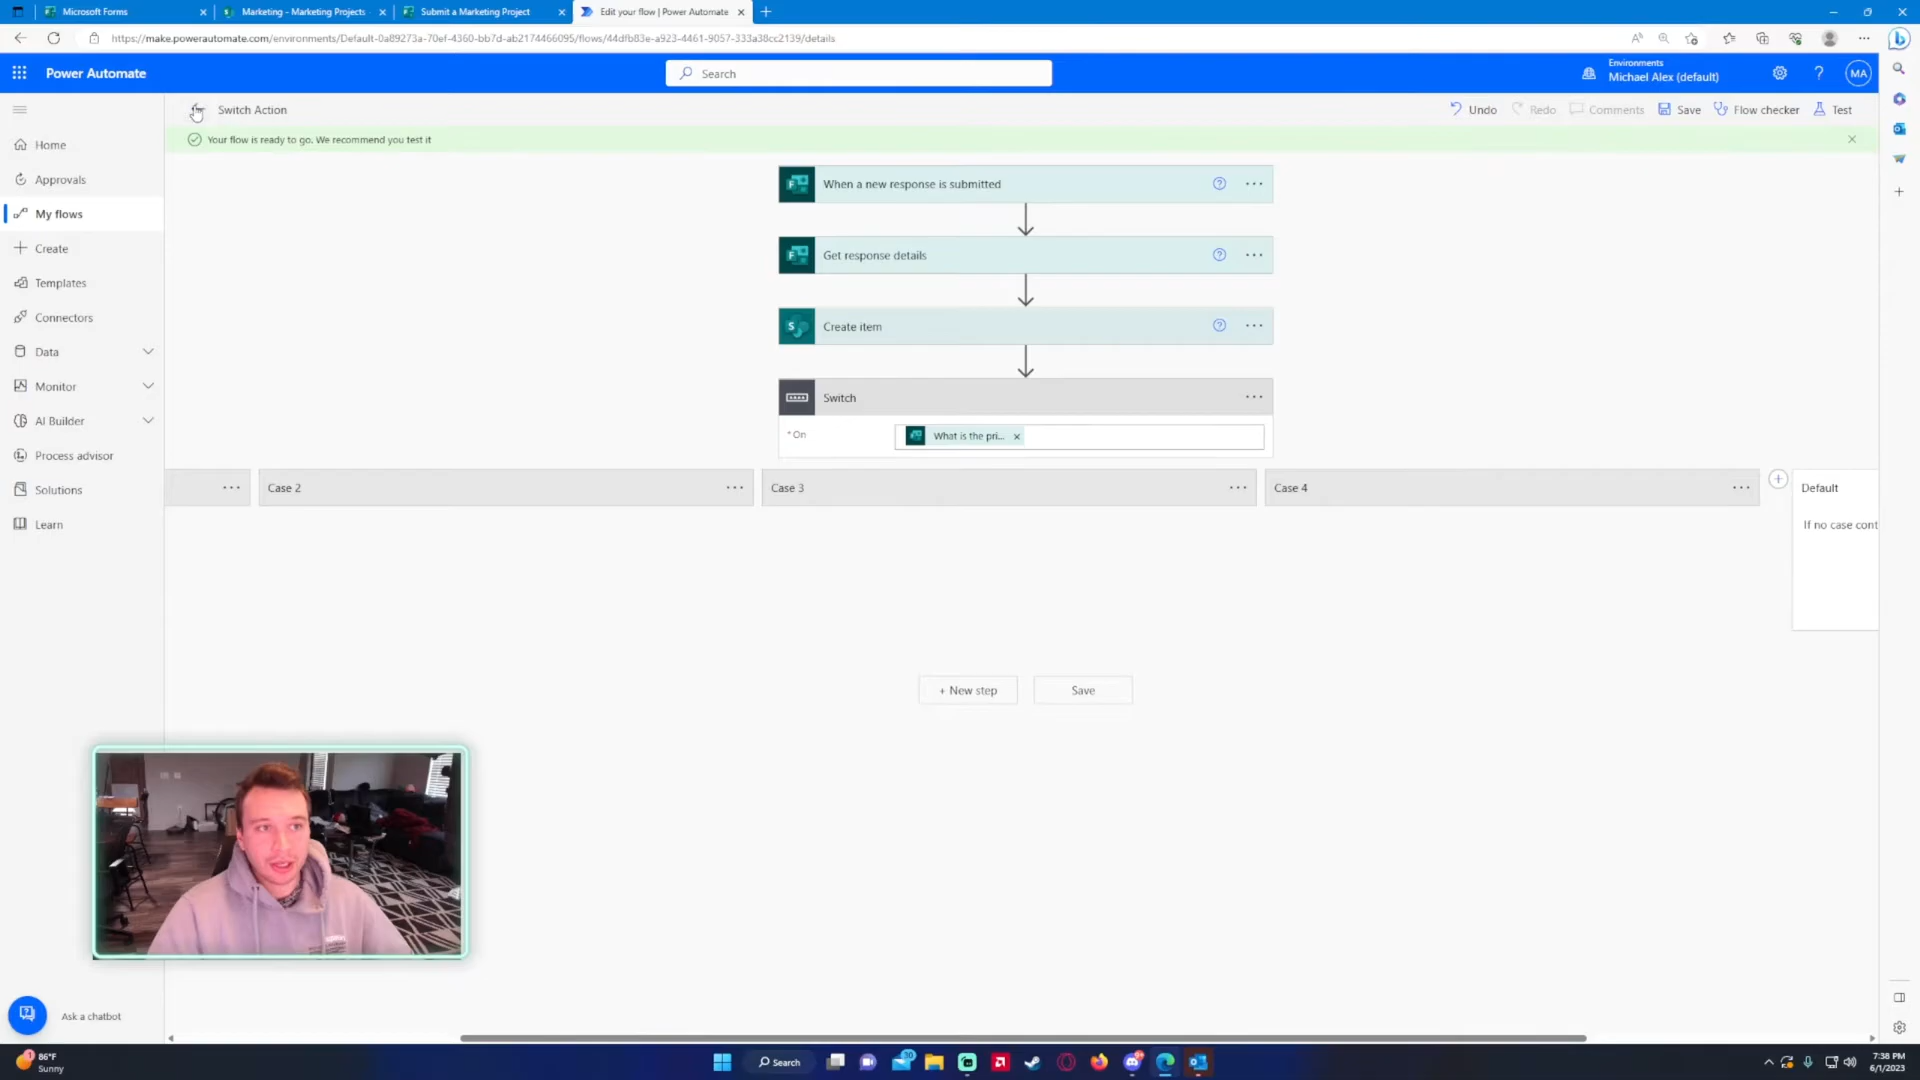 Microsoft Forms
Marketing - Marketing Projects
Submit a Marketing Project
Edit your flow | Power Automate
https://make.powerautomate.com/environments/Default-0a89273a-70ef-4360-bb7d-ab2174466095/flows/44dfb83e-a923-4461-9057-333a38cc2139/details
Power Automate
Search
Environments
Michael Alex (default)
MA
Switch Action
Undo
Redo
Comments
Save
Flow checker
Test
Your flow is ready to go. We recommend you test it
Home
Approvals
My flows
Create
Templates
Connectors
Data
Monitor
AI Builder
Process advisor
Solutions
Learn
When a new response is submitted
Get response details
Create item
Switch
* On
What is the pri...
Case 2
Case 3
Case 4
Default
If no case cont
+ New step
Save
Ask a chatbot
86°F
Sunny
Search
7:38 PM
6/1/2023